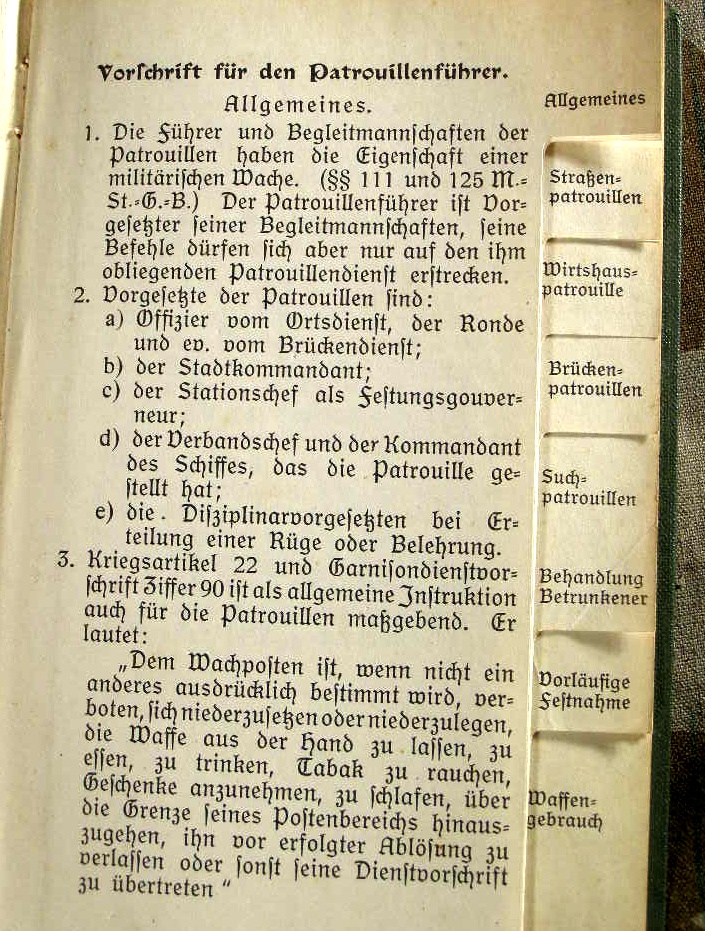 Vorſchrift für den Patrouillenführer.
Allgemeines.
1. Die Führer und Begleitmannſchaften der
Patrouillen haben die Eigenſchaft einer
militäriſchen Wache. (§§ 111 und 125 M.=
St.=G.=B.) Der Patrouillenführer iſt Vor=
geſetzter ſeiner Begleitmannſchaften, ſeine
Befehle dürfen ſich aber nur auf den ihm
obliegenden Patrouillendienſt erſtrecken.
2. Vorgeſetzte der Patrouillen ſind:
a) Offizier vom Ortsdienſt, der Ronde
und ev. vom Brückendienſt;
b) der Stadtkommandant;
c) der Stationschef als Feſtungsgouver=
neur;
d) der Verbandschef und der Kommandant
des Schiffes, das die Patrouille ge=
ſtellt hat;
e) die. Diſziplinarvorgeſetzten bei Er=
teilung einer Rüge oder Belehrung.
3. Kriegsartikel 22 und Garniſondienſtvor=
ſchrift Ziffer 90 iſt als allgemeine Inſtruktion
auch für die Patrouillen maßgebend. Er
lautet:
„Dem Wachpoſten iſt, wenn nicht ein
anderes ausdrücklich beſtimmt wird, ver=
boten, ſich niederzuſetzen oder niederzulegen,
die Waffe aus der Hand zu laſſen, zu
eſſen, zu trinken, Tabak zu rauchen,
Geſchenke anzunehmen, zu ſchlafen, über
die Grenze ſeines Poſtenbereichs hinaus=
zugehen, ihn vor erfolgter Ablöſung zu
verlaſſen oder ſonſt ſeine Dienſtvorſchrift
zu übertreten “
Allgemeines
Straßen=
patrouillen
Wirtshaus=
patrouille
Brücken=
patrouillen
Such=
patrouillen
Behandlung
Betrunkener
Vorläufige
Feſtnahme
Waffen=
gebrauch